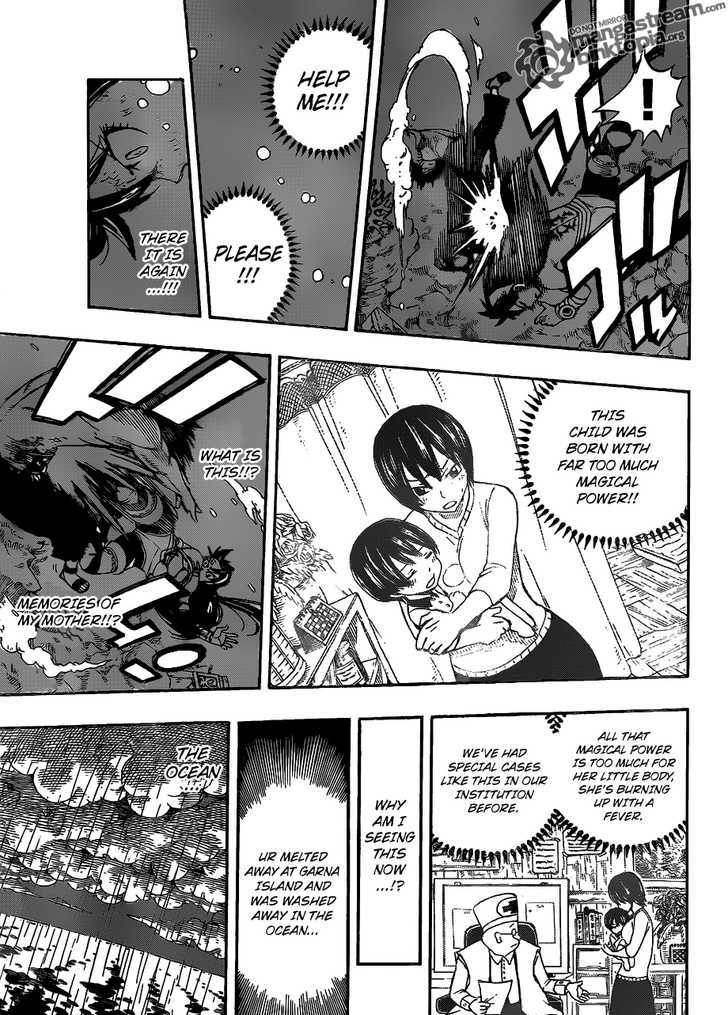 DO NOT MIRROR
mangastream.com
binktopia.org
!
HELP
ME!!!
PLEASE
!!!
THERE
IT IS
AGAIN
...!!!
THIS
CHILD WAS
BORN WITH
FAR TOO MUCH
MAGICAL
POWER!!
WHAT IS
THIS!!?
MEMORIES OF
MY MOTHER!!?
ALL THAT
MAGICAL POWER
IS TOO MUCH FOR
HER LITTLE BODY,
SHE'S BURNING
UP WITH A
FEVER.
WE'VE HAD
SPECIAL CASES
LIKE THIS IN OUR
INSTITUTION
BEFORE.
WHY
AM I
SEEING
THIS
NOW
...!?
UR MELTED
AWAY AT GARNA
ISLAND AND
WAS WASHED
AWAY IN THE
OCEAN...
THE
OCEAN
....